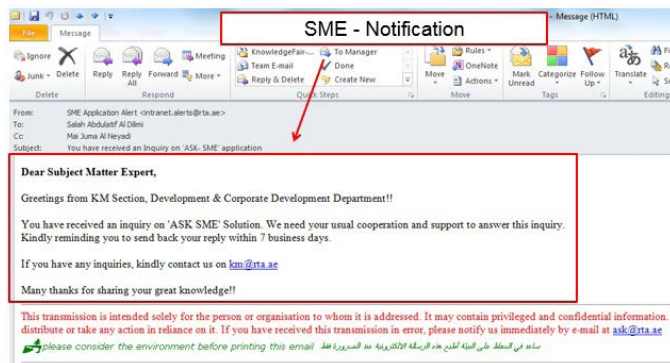 SME - Notification
- Message (HTML)
File Message
Ignore
Junk
Delete
Reply
Reply All
Forward
Meeting
More
KnowledgeFair-...
To Manager
Team E-mail
Done
Reply & Delete
Create New
Move
Rules
OneNote
Actions
Mark Unread
Categorize
Follow Up
Translate
Delete Respond Quick Steps Move Tags Editing
From: SME Application Alert <intranet.alerts@rta.ae>
To: Salah Abdulatif Al Dilimi
Cc: Mai Juma Al Neyadi
Subject: You have received an Inquiry on 'ASK- SME' application
Dear Subject Matter Expert,
Greetings from KM Section, Development & Corporate Development Department!!
You have received an inquiry on 'ASK SME' Solution. We need your usual cooperation and support to answer this inquiry.
Kindly reminding you to send back your reply within 7 business days.
If you have any inquiries, kindly contact us on km@rta.ae
Many thanks for sharing your great knowledge!!
This transmission is intended solely for the person or organisation to whom it is addressed. It may contain privileged and confidential information.
distribute or take any action in reliance on it. If you have received this transmission in error, please notify us immediately by e-mail at ask@rta.ae
please consider the environment before printing this email